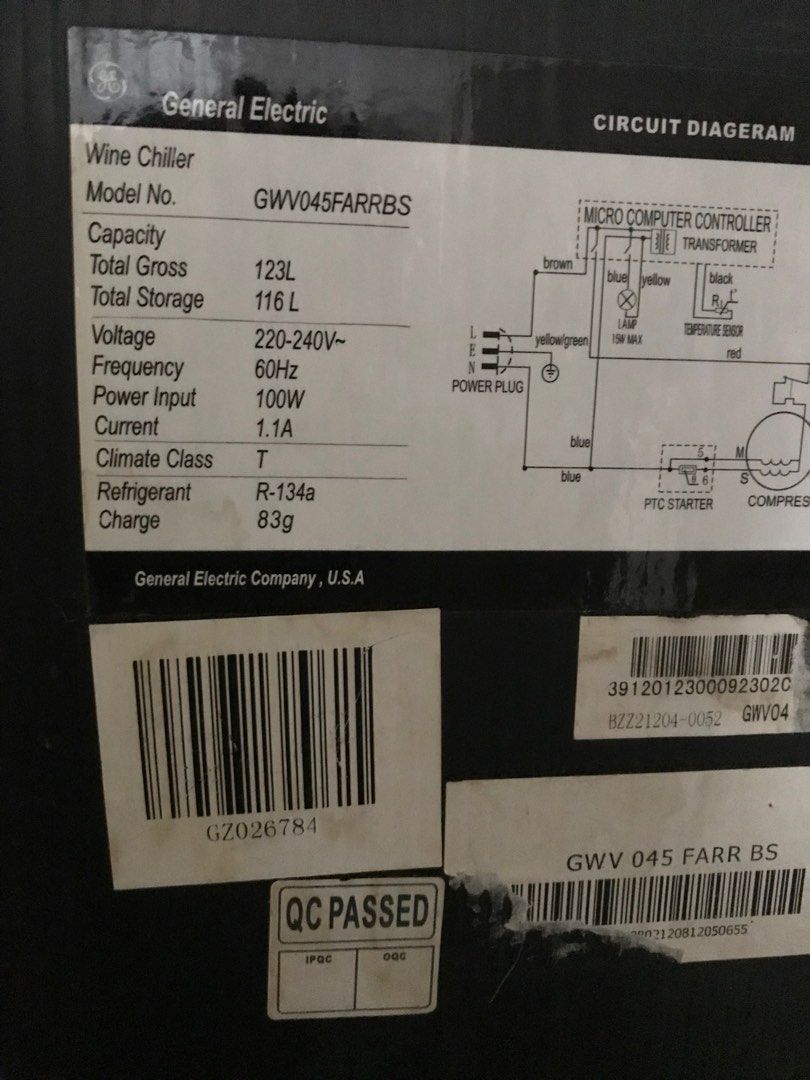 GE
General Electric
CIRCUIT DIAGERAM
Wine Chiller
Model No. GWV045FARRBS
Capacity
Total Gross 123L
Total Storage 116 L
Voltage 220-240V~
Frequency 60Hz
Power Input 100W
Current 1.1A
Climate Class T
Refrigerant R-134a
Charge 83g
MICRO COMPUTER CONTROLLER
TRANSFORMER
brown
blue
yellow
black
LAMP
15W MAX
TEMPERATURE SENSOR
L
E
N
POWER PLUG
yellow/green
red
blue
blue
5
6
M
S
PTC STARTER
COMPRES
General Electric Company , U.S.A
GZ026784
3912012300092302C
BZZ21204-0052 GWV04
GWV 045 FARR BS
2120812050655
QC PASSED
IPQC
OQC